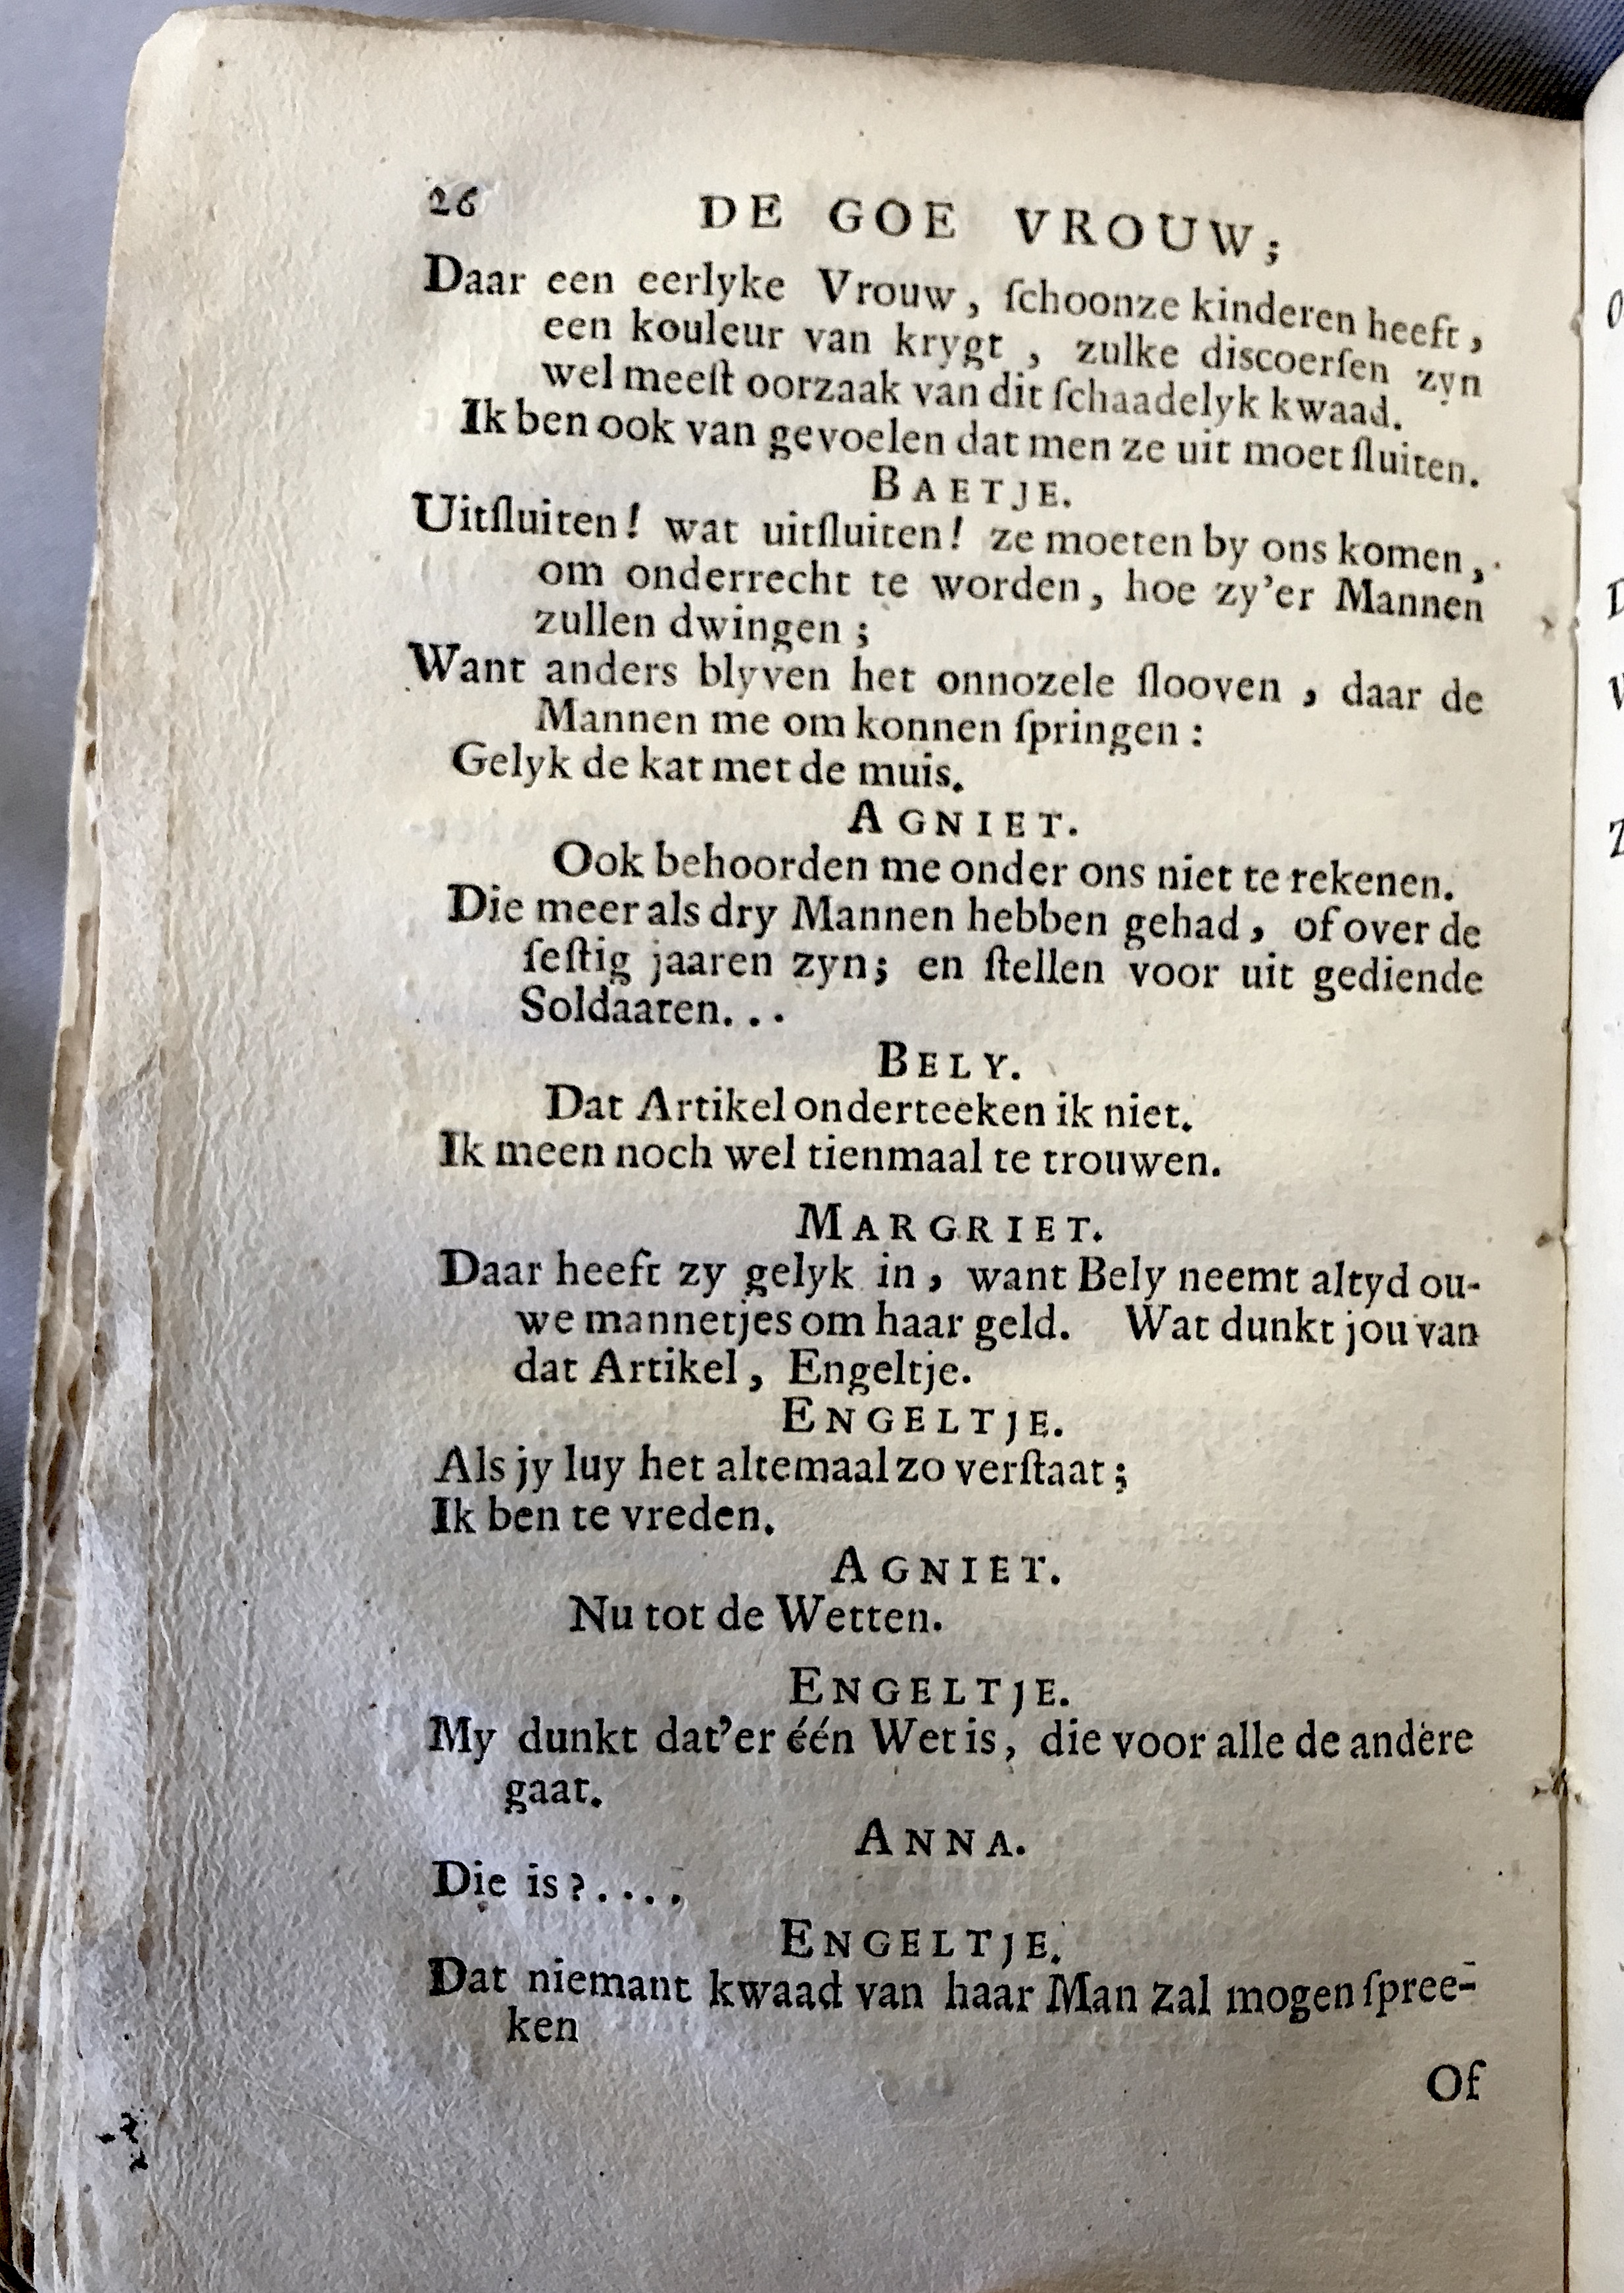 26 DE GOE VROUW;
Daar een eerlyke Vrouw, ſchoonze kinderen heeft,
een kouleur van krygt, zulke discoerſen zyn
wel meeſt oorzaak van dit ſchaadelyk kwaad.
Ik ben ook van gevoelen dat men ze uit moet ſluiten.
BAETJE.
Uitſluiten! wat uitſluiten! ze moeten by ons komen,
om onderrecht te worden, hoe zy'er Mannen
zullen dwingen;
Want anders blyven het onnozele ſlooven, daar de
Mannen me om konnen ſpringen:
Gelyk de kat met de muis.
AGNIET.
Ook behoorden me onder ons niet te rekenen.
Die meer als dry Mannen hebben gehad, of over de
ſeſtig jaaren zyn; en ſtellen voor uit gediende
Soldaaten...
BELY.
Dat Artikel onderteeken ik niet.
Ik meen noch wel tienmaal te trouwen.
MARGRIET.
Daar heeft zy gelyk in, want Bely neemt altyd ou-
we mannetjes om haar geld. Wat dunkt jou van
dat Artikel, Engeltje.
ENGELTJE.
Als jy luy het altemaal zo verſtaat;
Ik ben te vreden.
AGNIET.
Nu tot de Wetten.
ENGELTJE.
My dunkt dat'er één Wet is, die voor alle de andere
gaat.
ANNA.
Die is?....
ENGELTJE.
Dat niemant kwaad van haar Man zal mogen ſpree-
ken
Of